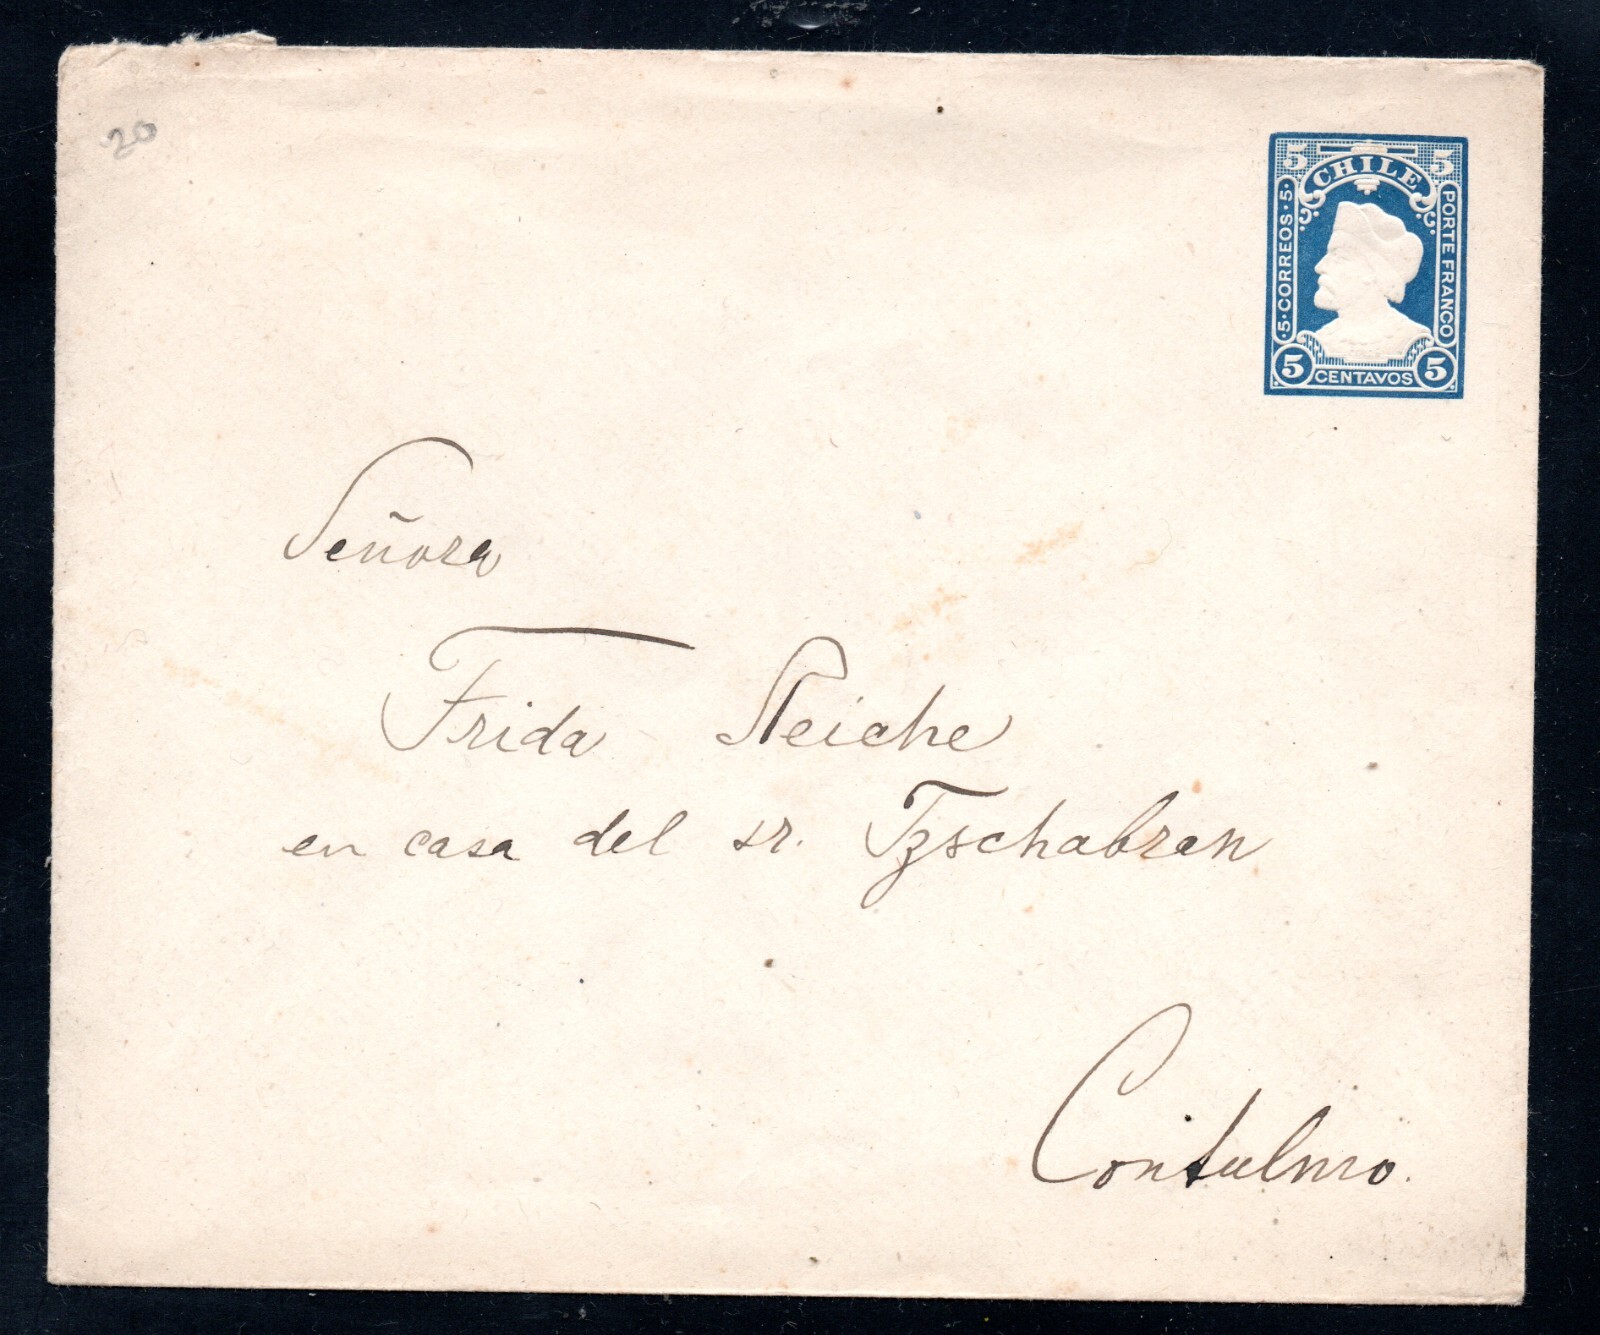 20
5 5
CHILE
·5·CORREOS·5·
PORTE FRANCO
5 CENTAVOS 5
Señora
Frida
en casa del sr. Tzschabran
Contulmo.